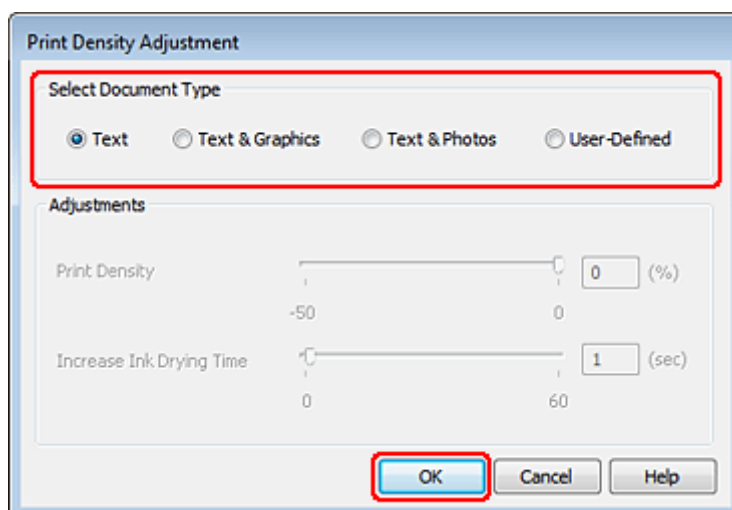 Print Density Adjustment
Select Document Type
Text Text & Graphics Text & Photos User-Defined
Adjustments
Print Density 0 (%)
-50 0
Increase Ink Drying Time 1 (sec)
0 60
OK Cancel Help